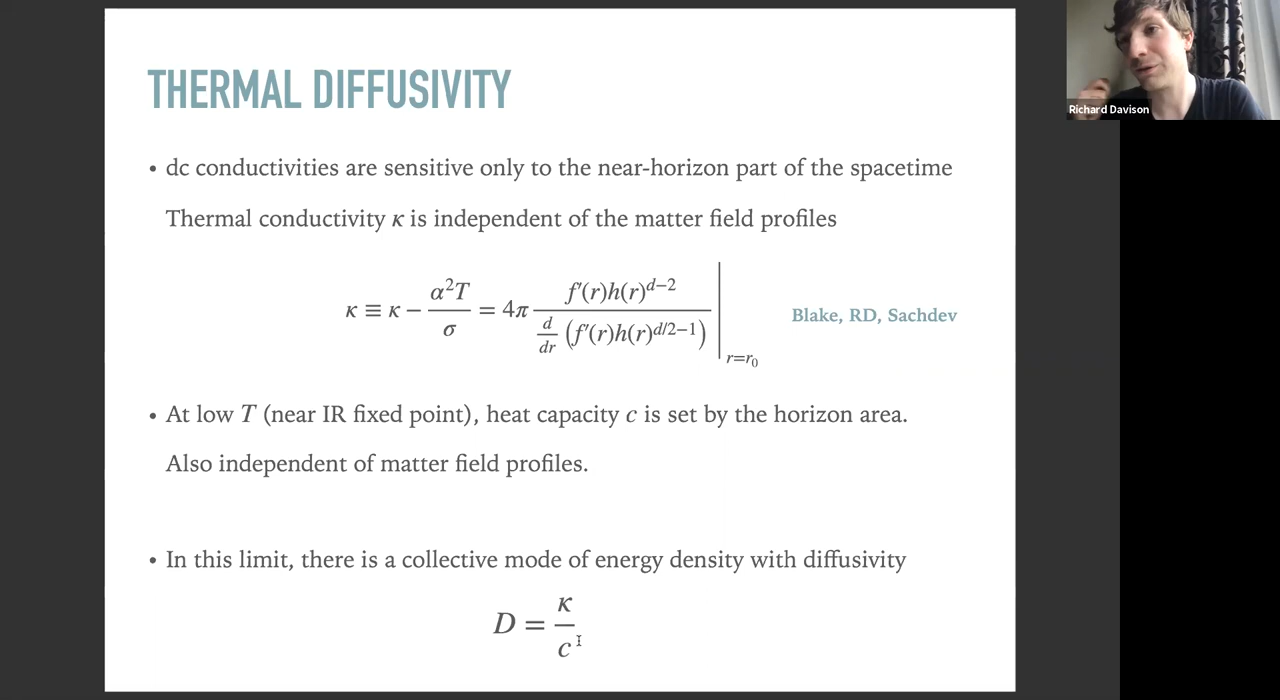 THERMAL DIFFUSIVITY
• dc conductivities are sensitive only to the near-horizon part of the spacetime
Thermal conductivity κ is independent of the matter field profiles
κ ≡ κ − α²T/σ = 4π f′(r)h(r)^{d−2} / (d/dr (f′(r)h(r)^{d/2−1})) |_{r=r₀}
Blake, RD, Sachdev
• At low T (near IR fixed point), heat capacity c is set by the horizon area.
Also independent of matter field profiles.
• In this limit, there is a collective mode of energy density with diffusivity
D = κ/c
Richard Davison